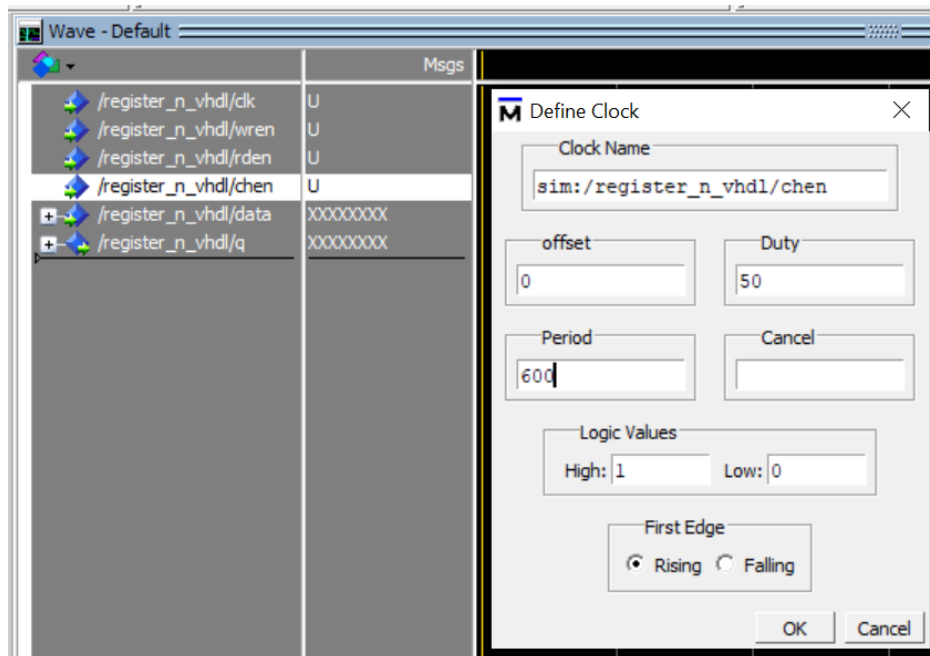 Wave - Default
Msgs
/register_n_vhdl/clk U
/register_n_vhdl/wren U
/register_n_vhdl/rden U
/register_n_vhdl/chen U
/register_n_vhdl/data XXXXXXXX
/register_n_vhdl/q XXXXXXXX
M Define Clock
Clock Name
sim:/register_n_vhdl/chen
offset Duty
0 50
Period Cancel
600
Logic Values
High: 1 Low: 0
First Edge
Rising Falling
OK Cancel